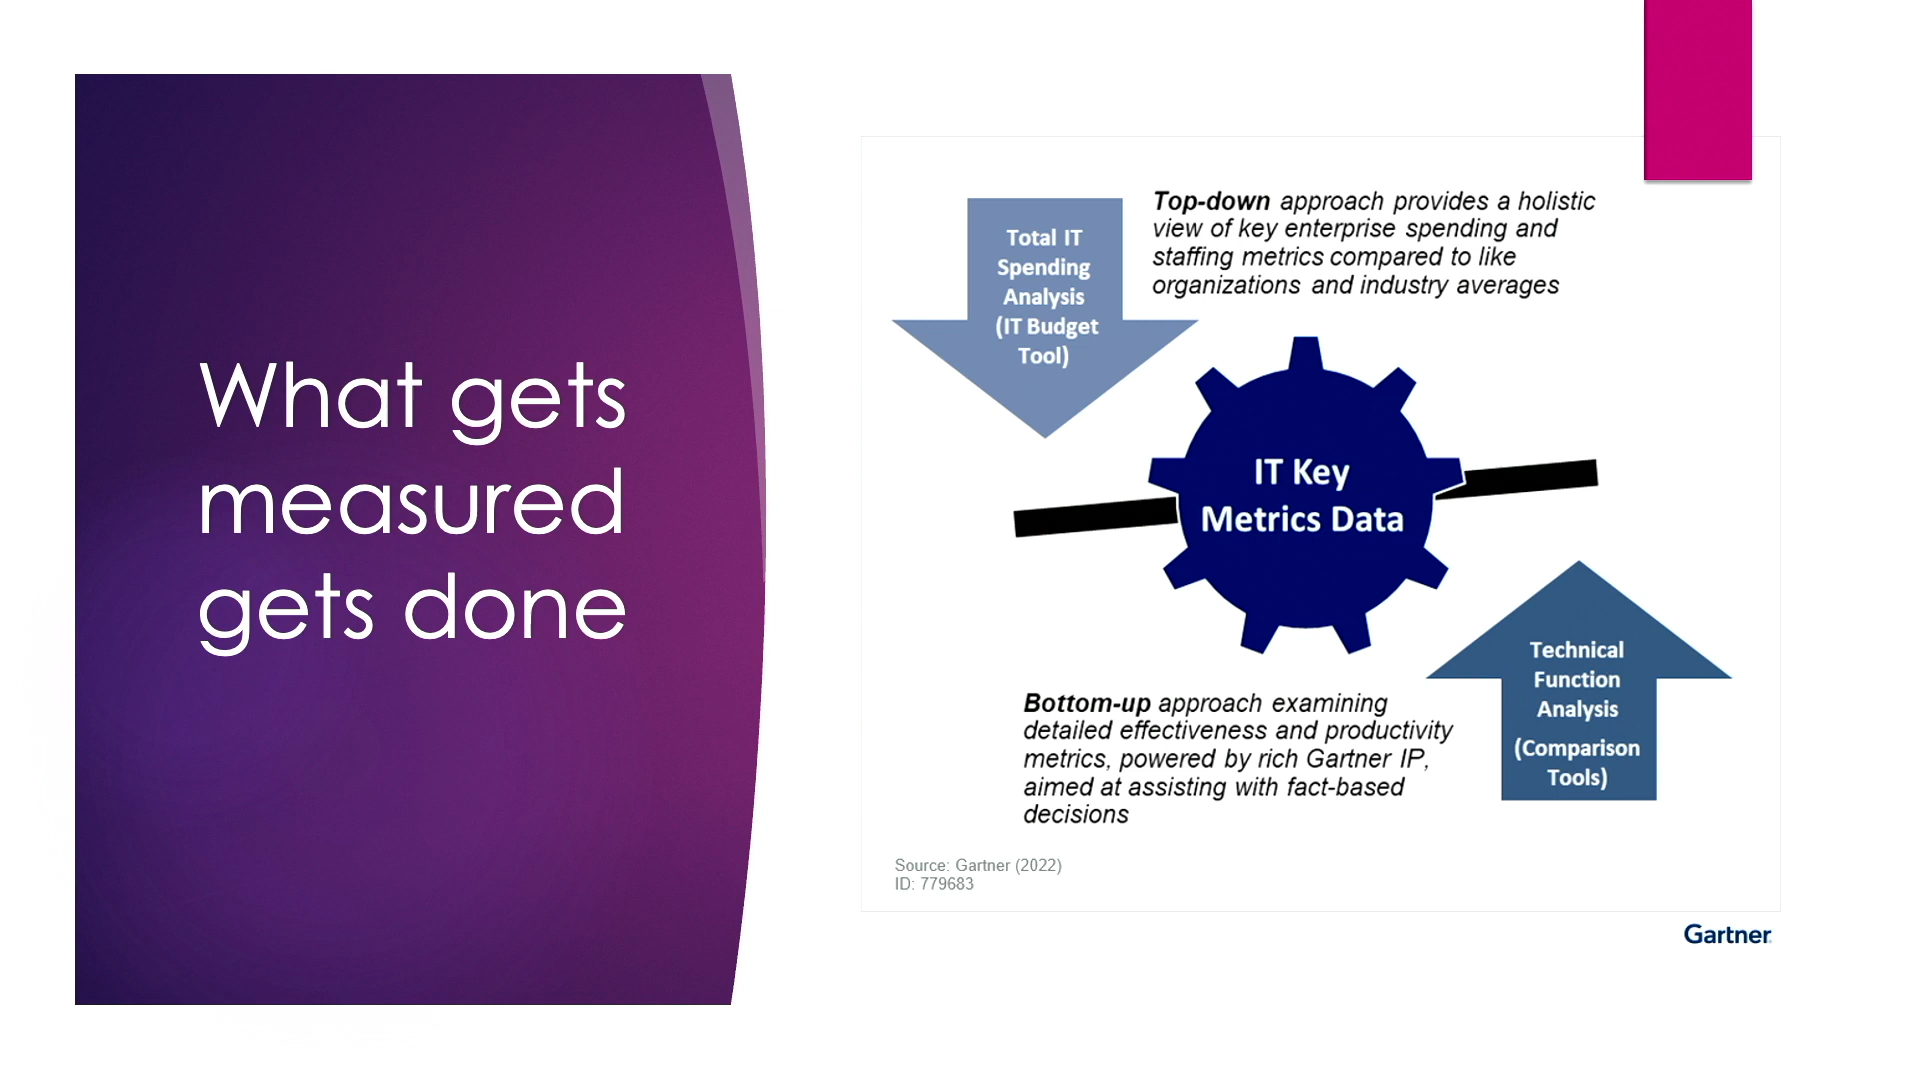 What gets
measured
gets done
Total IT
Spending
Analysis
(IT Budget
Tool)
Top-down approach provides a holistic
view of key enterprise spending and
staffing metrics compared to like
organizations and industry averages
IT Key
Metrics Data
Bottom-up approach examining
detailed effectiveness and productivity
metrics, powered by rich Gartner IP,
aimed at assisting with fact-based
decisions
Technical
Function
Analysis
(Comparison
Tools)
Source: Gartner (2022)
ID: 779683
Gartner